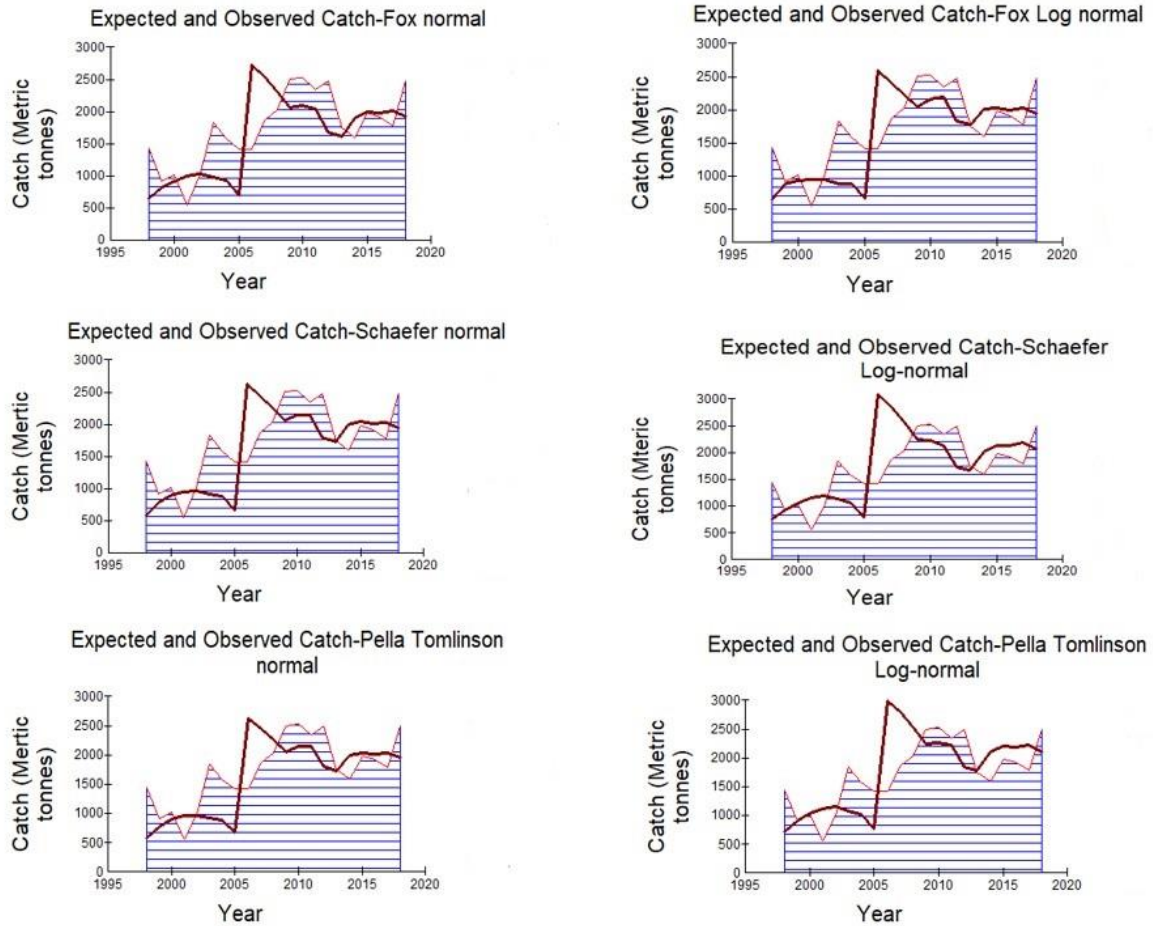 Expected and Observed Catch-Fox normal
3000
2500
2000
1500
1000
500
0
1995
2000
2005
2010
2015
2020
Catch (Metric
tonnes)
Year
Expected and Observed Catch-Fox Log normal
3000
2500
2000
1500
1000
500
0
1995
2000
2005
2010
2015
2020
Catch (Metric
tonnes)
Year
Expected and Observed Catch-Schaefer normal
3000
2500
2000
1500
1000
500
0
1995
2000
2005
2010
2015
2020
Catch (Mertic
tonnes)
Year
Expected and Observed Catch-Schaefer
Log-normal
3000
2500
2000
1500
1000
500
0
1995
2000
2005
2010
2015
2020
Catch (Mteric
tonnes)
Year
Expected and Observed Catch-Pella Tomlinson
normal
3000
2500
2000
1500
1000
500
0
1995
2000
2005
2010
2015
2020
Catch (Mertic
tonnes)
Year
Expected and Observed Catch-Pella Tomlinson
Log-normal
3000
2500
2000
1500
1000
500
0
1995
2000
2005
2010
2015
2020
Catch (Metric
tonnes)
Year